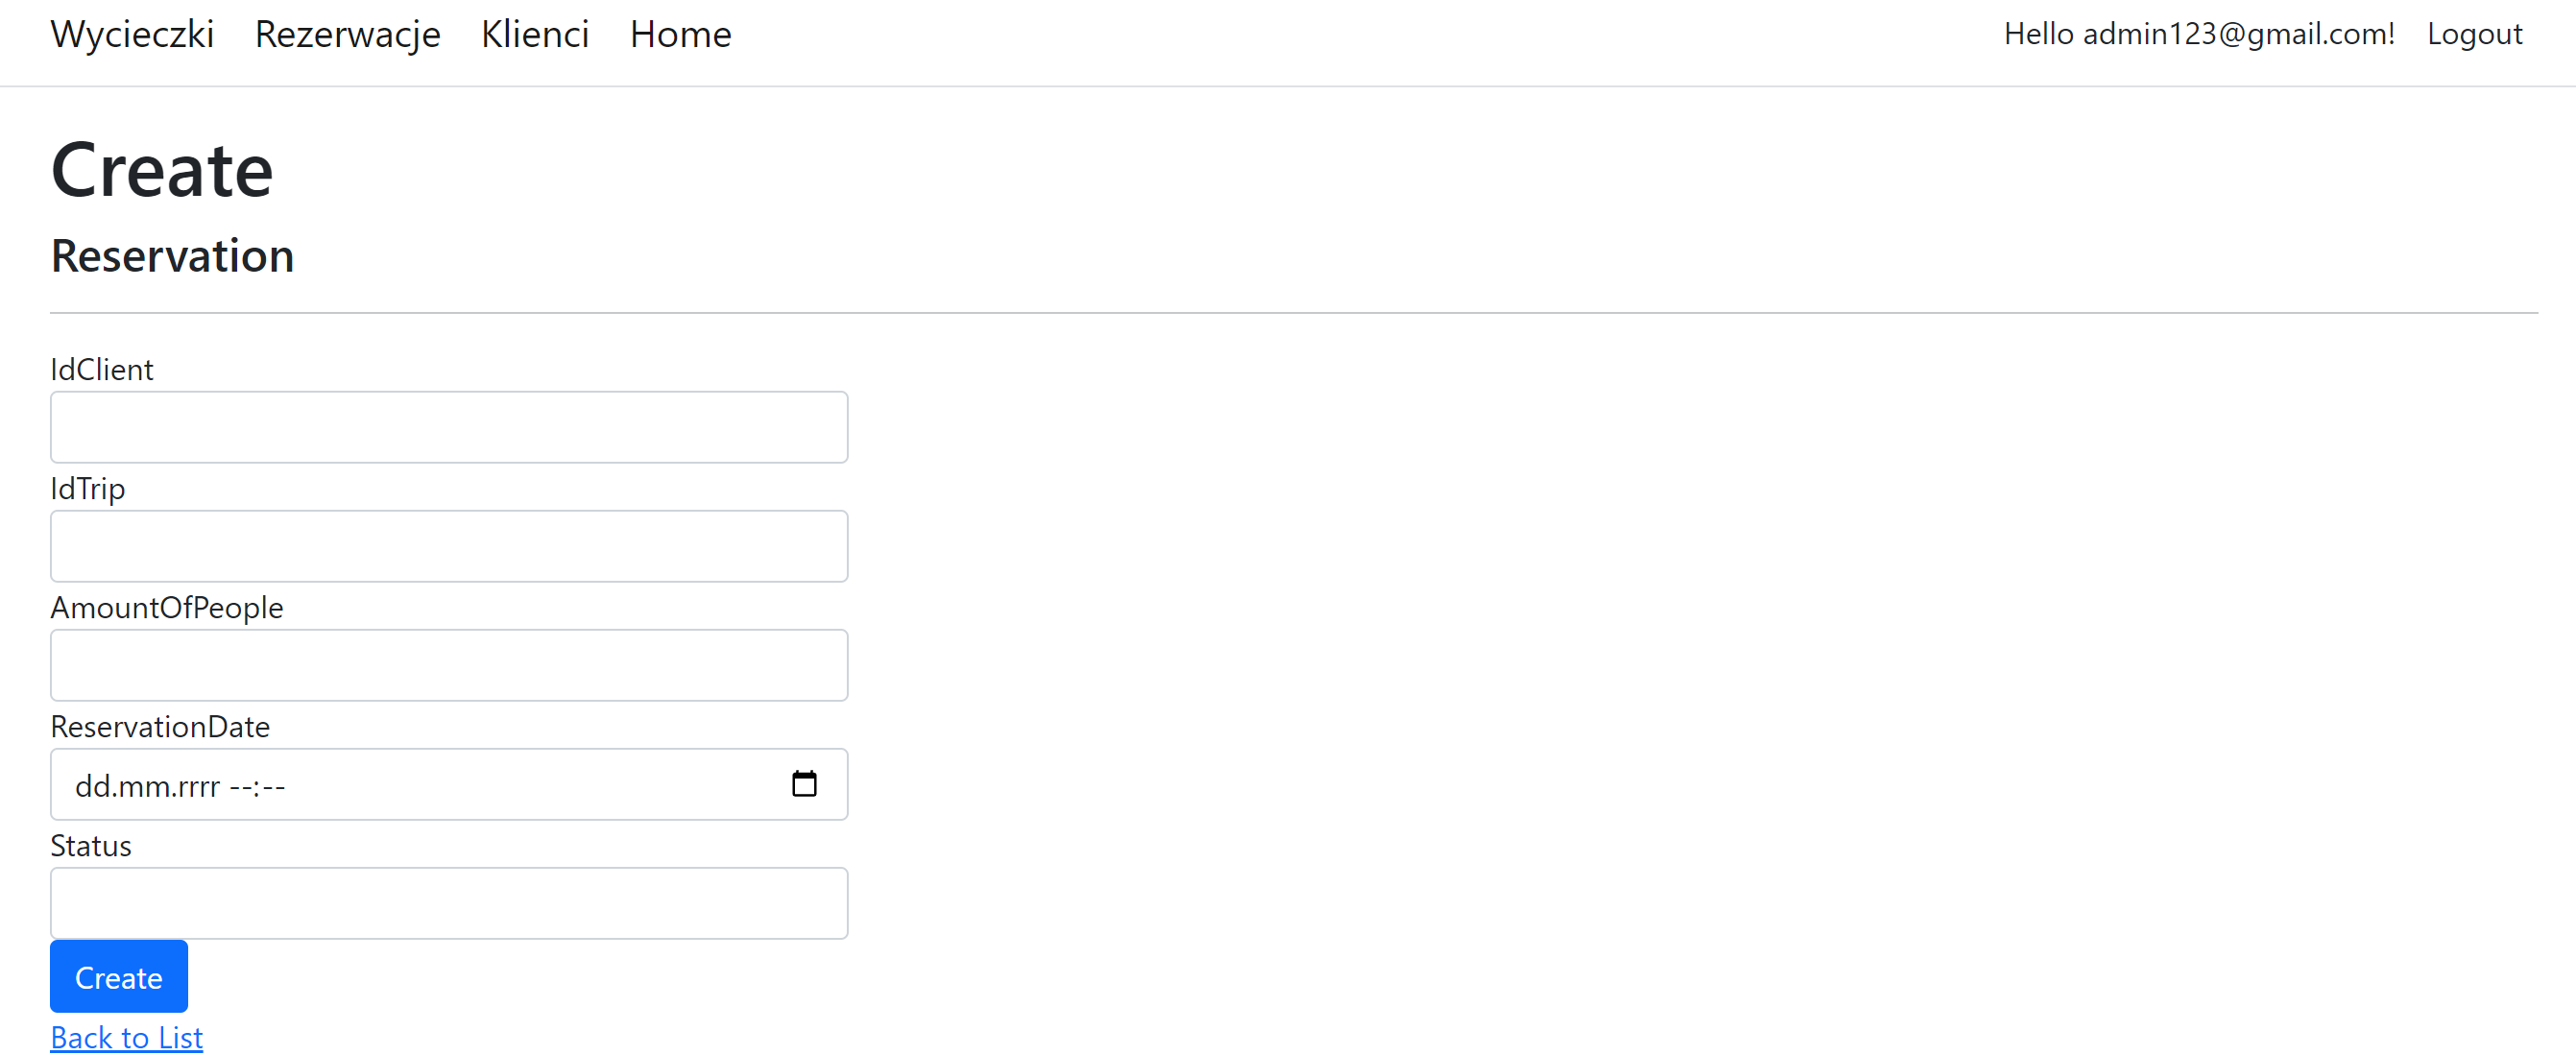 Wycieczki Rezerwacje Klienci Home Hello admin123@gmail.com! Logout
Create
Reservation
IdClient
IdTrip
AmountOfPeople
ReservationDate
dd.mm.rrrr --:--
Status
Create
Back to List